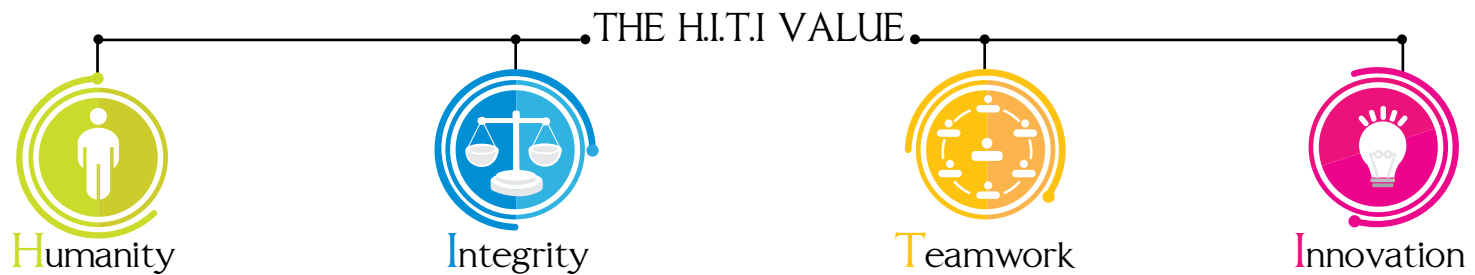 THE H.I.T.I VALUE
Humanity
Integrity
Teamwork
Innovation